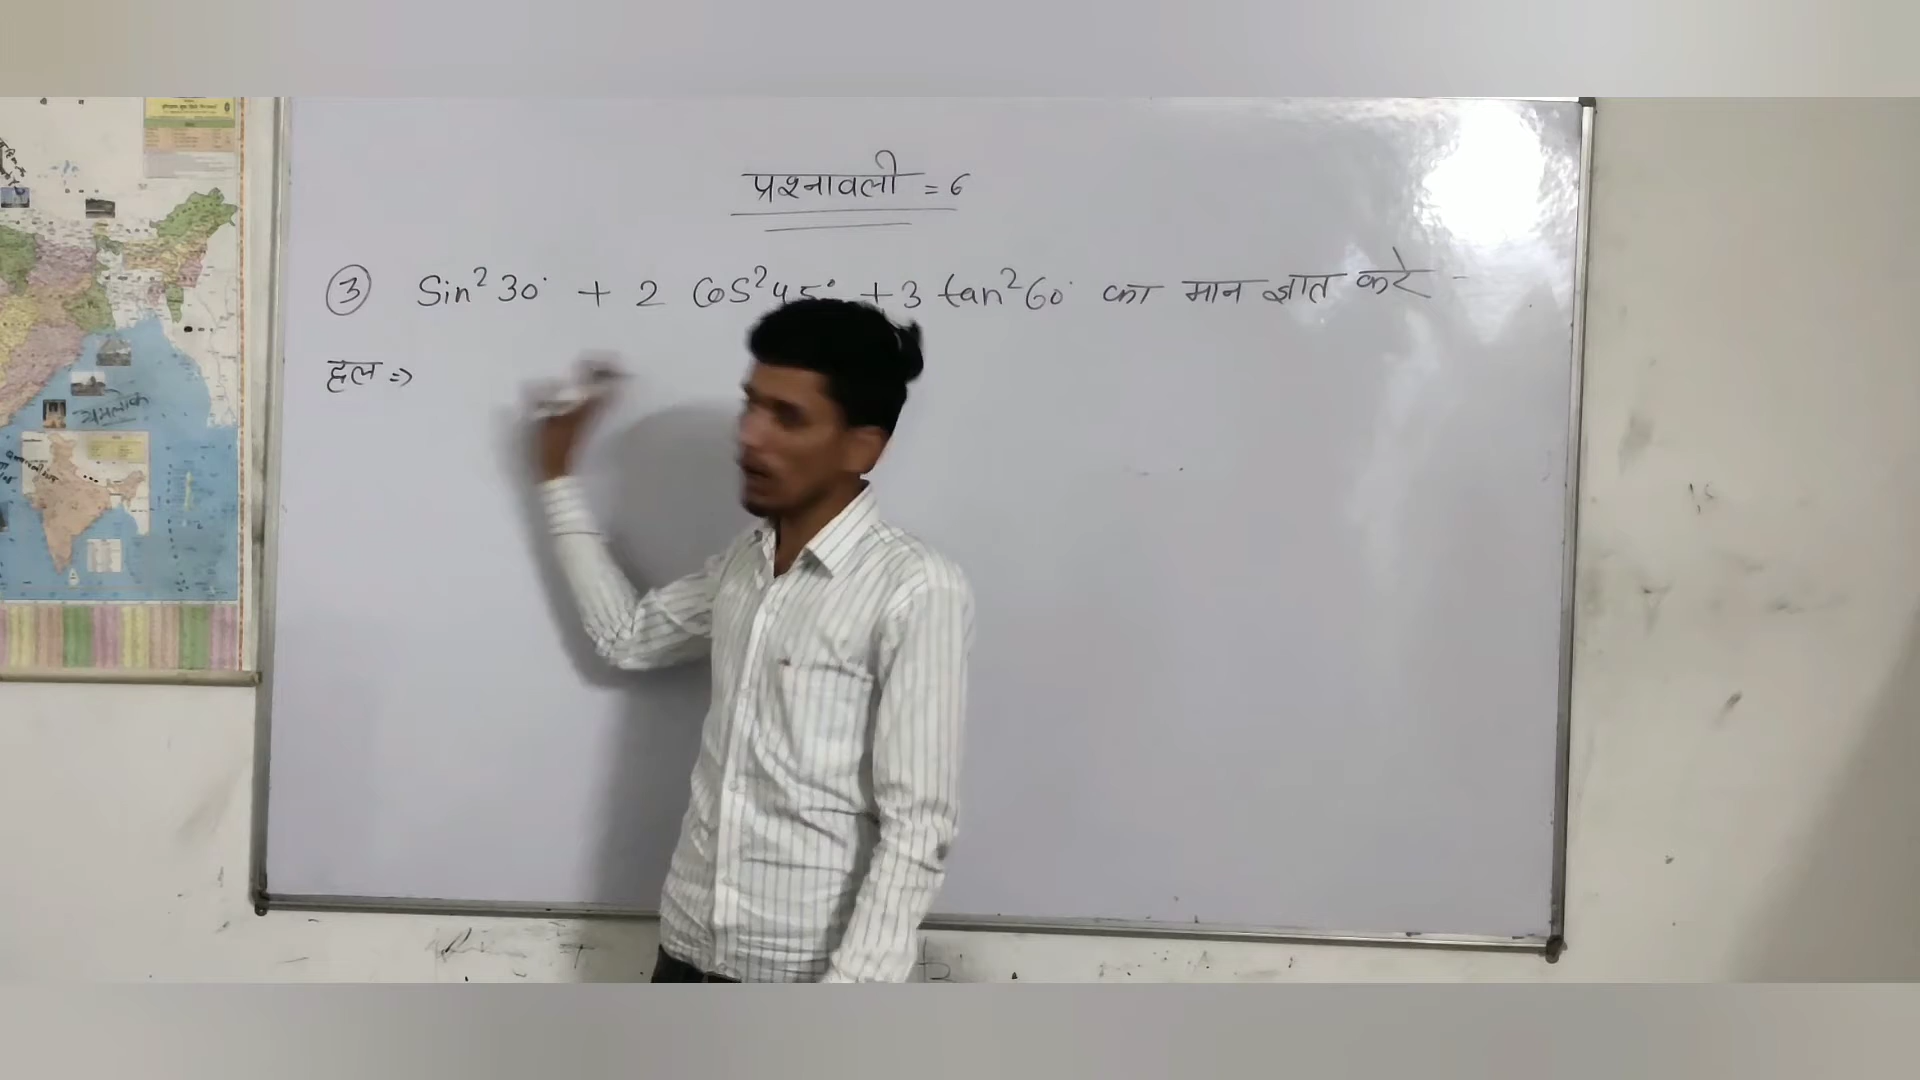 प्रश्नावली = 6
③ Sin² 30° + 2 Cos² 45° + 3 tan² 60° का मान ज्ञात करे -
हल ⇒